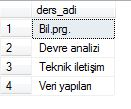 ders_adi
1 Bil.prg.
2 Devre analizi
3 Teknik iletişim
4 Veri yapıları